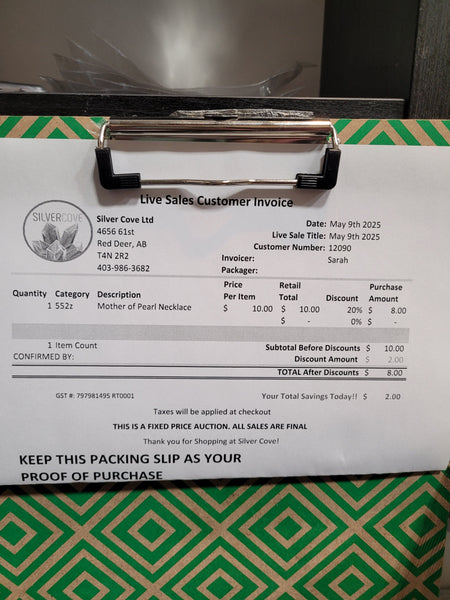 Live Sales Customer Invoice
SILVERCOVE
Silver Cove Ltd
4656 61st
Red Deer, AB
T4N 2R2
403-986-3682
Date: May 9th 2025
Live Sale Title: May 9th 2025
Customer Number: 12090
Invoicer: Sarah
Packager:
Quantity Category Description Price Per Item Retail Total Discount Purchase Amount
1 552z Mother of Pearl Necklace $ 10.00 $ 10.00 20% $ 8.00
$ - 0% $ -
1 Item Count
Subtotal Before Discounts $ 10.00
CONFIRMED BY:
Discount Amount $ 2.00
TOTAL After Discounts $ 8.00
GST #: 797981495 RT0001
Your Total Savings Today!! $ 2.00
Taxes will be applied at checkout
THIS IS A FIXED PRICE AUCTION. ALL SALES ARE FINAL
Thank you for Shopping at Silver Cove!
KEEP THIS PACKING SLIP AS YOUR
PROOF OF PURCHASE